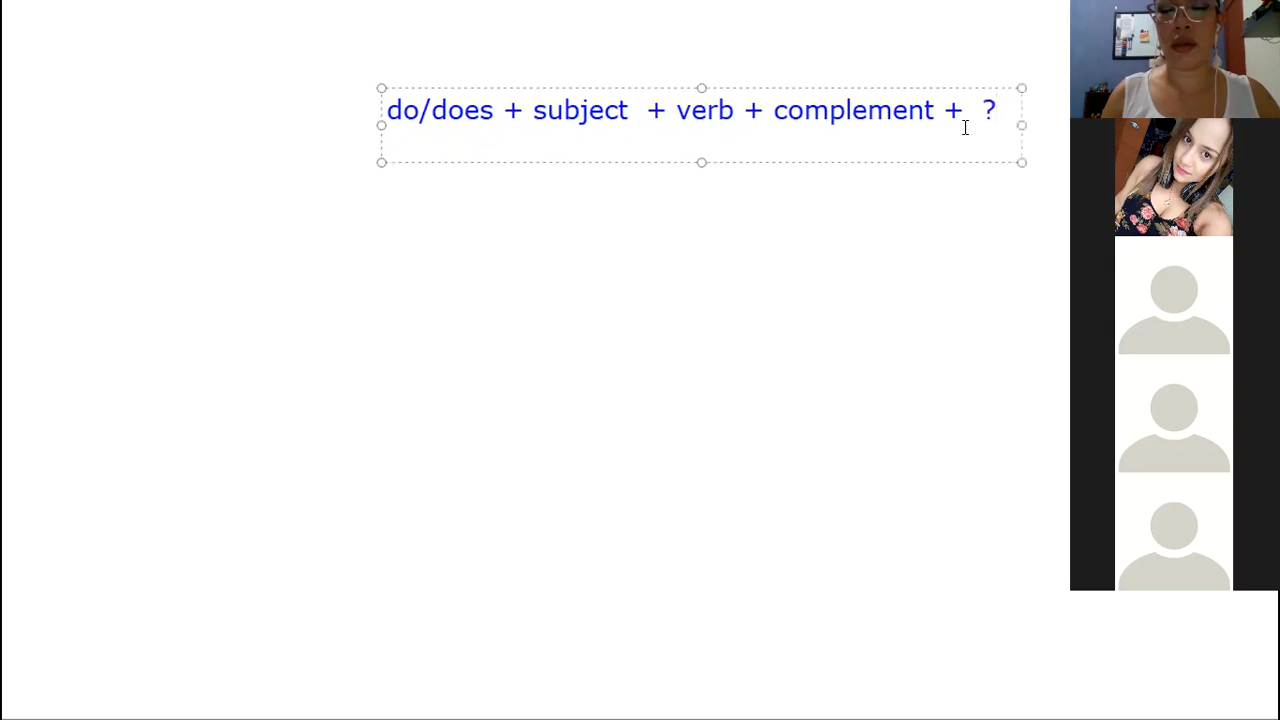 do/does + subject + verb + complement + ?